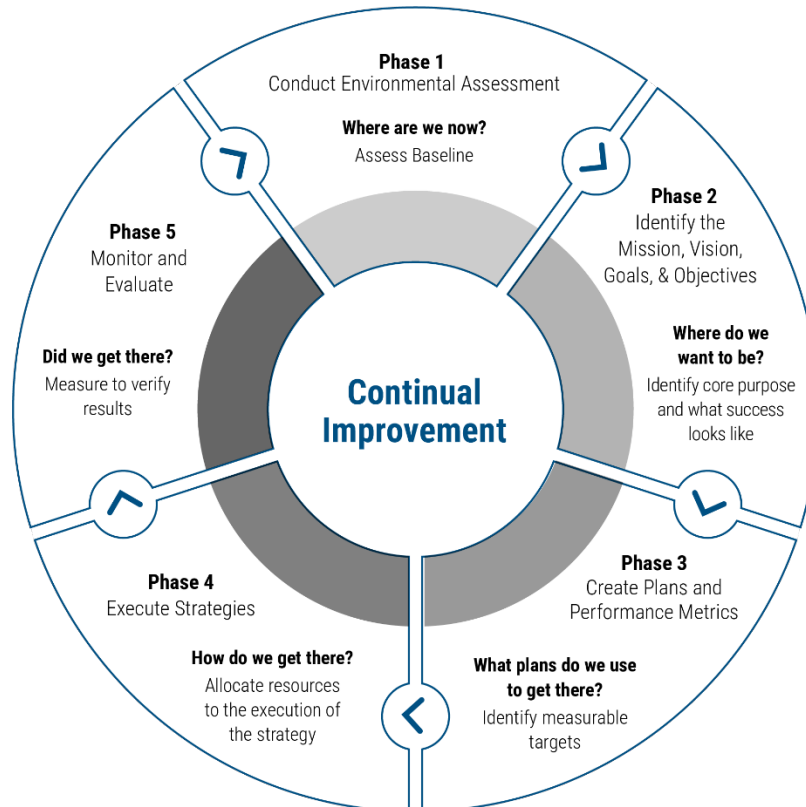 Phase 1
Conduct Environmental Assessment
Where are we now?
Assess Baseline
Phase 2
Identify the
Mission, Vision,
Goals, & Objectives
Where do we
want to be?
Identify core purpose
and what success
looks like
Phase 3
Create Plans and
Performance Metrics
What plans do we use
to get there?
Identify measurable
targets
Phase 4
Execute Strategies
How do we get there?
Allocate resources
to the execution of
the strategy
Phase 5
Monitor and
Evaluate
Did we get there?
Measure to verify
results
Continual
Improvement